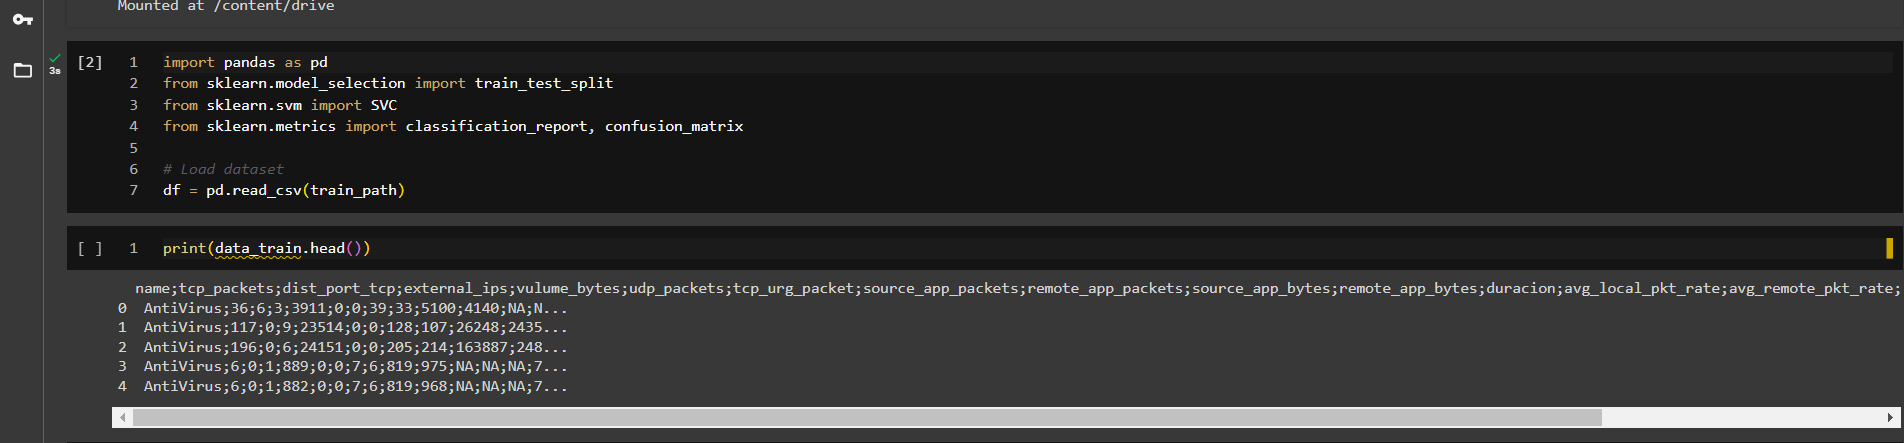 Mounted at /content/drive
[2]
3s
1 import pandas as pd
2 from sklearn.model_selection import train_test_split
3 from sklearn.svm import SVC
4 from sklearn.metrics import classification_report, confusion_matrix
5
6 # Load dataset
7 df = pd.read_csv(train_path)
[ ] 1 print(data_train.head())
name;tcp_packets;dist_port_tcp;external_ips;vulume_bytes;udp_packets;tcp_urg_packet;source_app_packets;remote_app_packets;source_app_bytes;remote_app_bytes;duracion;avg_local_pkt_rate;avg_remote_pkt_rate;
0 AntiVirus;36;6;3;3911;0;0;39;33;5100;4140;NA;N...
1 AntiVirus;117;0;9;23514;0;0;128;107;26248;2435...
2 AntiVirus;196;0;6;24151;0;0;205;214;163887;248...
3 AntiVirus;6;0;1;889;0;0;7;6;819;975;NA;NA;NA;7...
4 AntiVirus;6;0;1;882;0;0;7;6;819;968;NA;NA;NA;7...